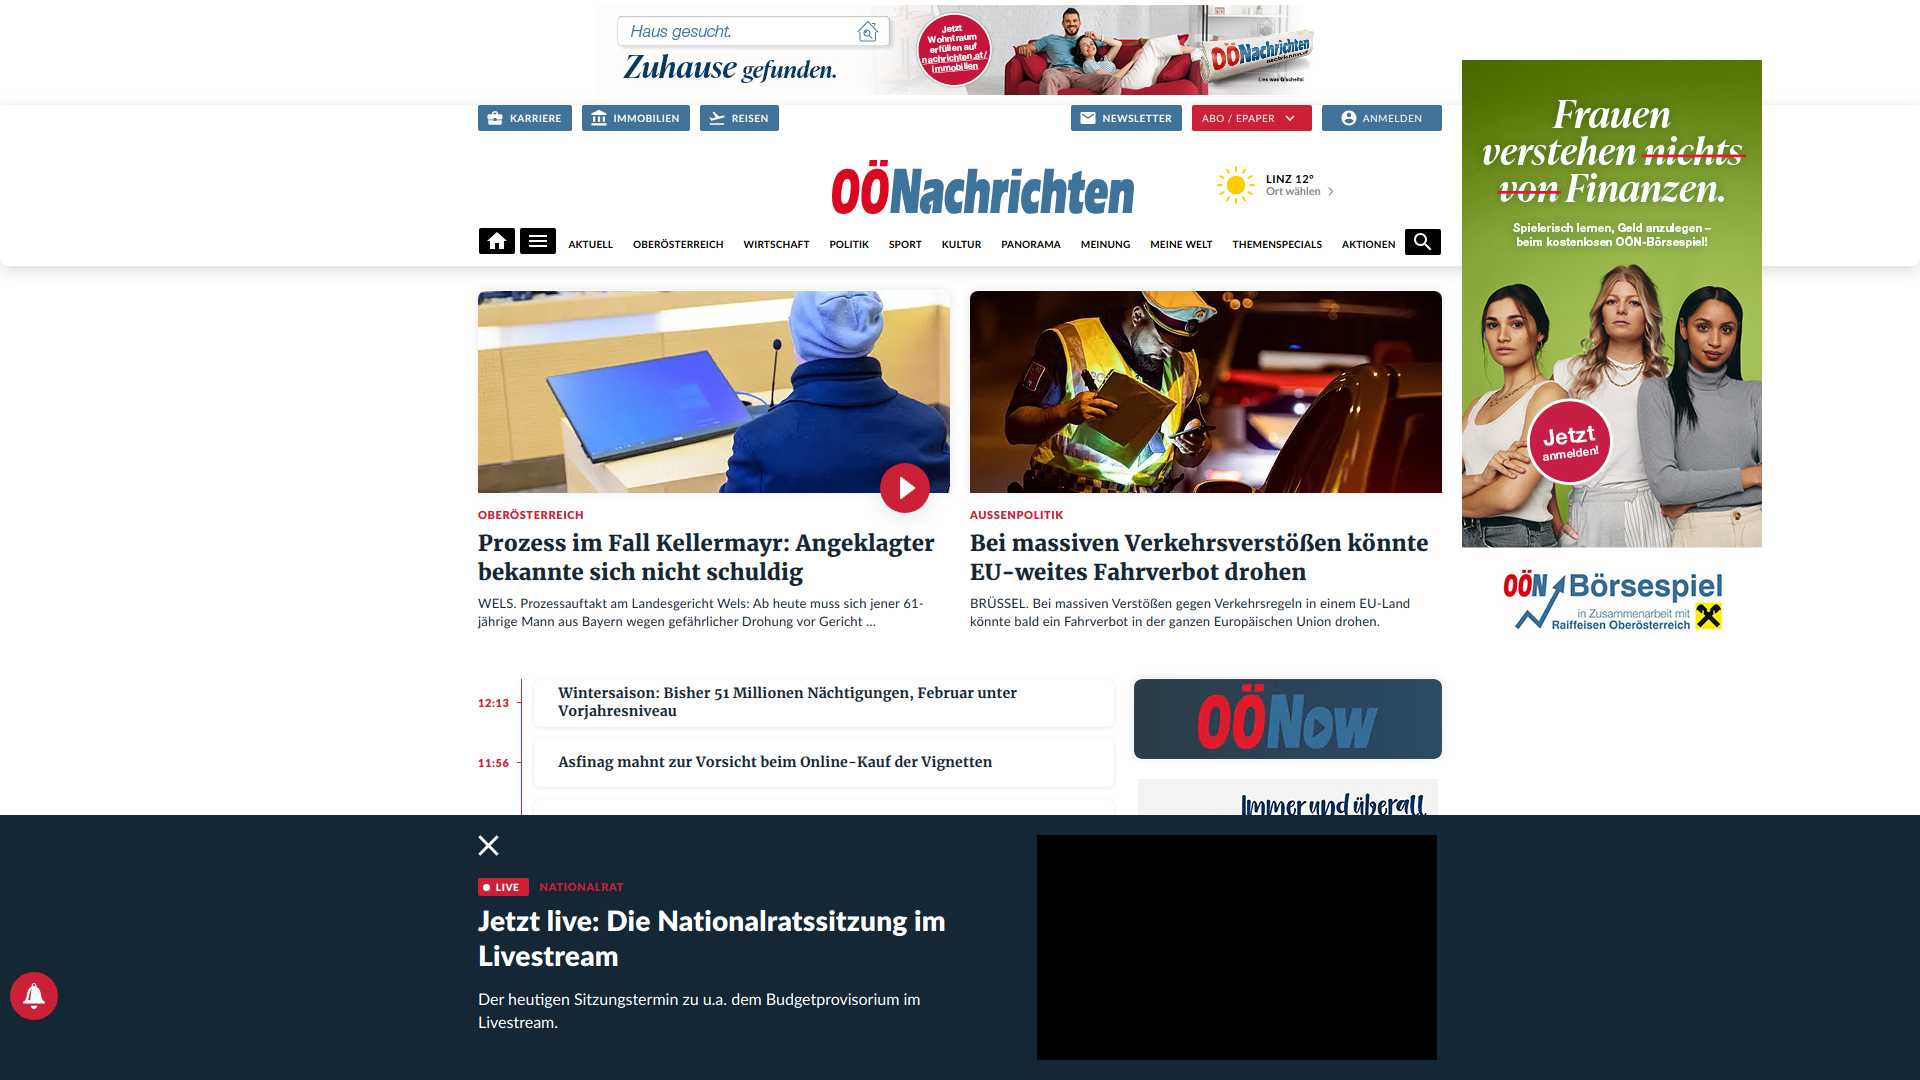 Haus gesucht.
Zuhause gefunden.
Jetzt
Wohntraum
erfüllen auf
nachrichten.at/
immobilien
OÖNachrichten
KARRIERE
IMMOBILIEN
REISEN
NEWSLETTER
ABO / EPAPER
ANMELDEN
OÖNachrichten
LINZ 12°
Ort wählen
AKTUELL
OBERÖSTERREICH
WIRTSCHAFT
POLITIK
SPORT
KULTUR
PANORAMA
MEINUNG
MEINE WELT
THEMENSPECIALS
AKTIONEN
Frauen
verstehen nichts
von Finanzen.
Spielerisch lernen, Geld anzulegen –
beim kostenlosen OÖN-Börsespiel!
Jetzt
anmelden!
OÖN Börsespiel
in Zusammenarbeit mit
Raiffeisen Oberösterreich
OBERÖSTERREICH
Prozess im Fall Kellermayr: Angeklagter
bekannte sich nicht schuldig
WELS. Prozessauftakt am Landesgericht Wels: Ab heute muss sich jener 61-
jährige Mann aus Bayern wegen gefährlicher Drohung vor Gericht ...
AUSSENPOLITIK
Bei massiven Verkehrsverstößen könnte
EU-weites Fahrverbot drohen
BRÜSSEL. Bei massiven Verstößen gegen Verkehrsregeln in einem EU-Land
könnte bald ein Fahrverbot in der ganzen Europäischen Union drohen.
12:13
Wintersaison: Bisher 51 Millionen Nächtigungen, Februar unter
Vorjahresniveau
11:56
Asfinag mahnt zur Vorsicht beim Online-Kauf der Vignetten
OÖNow
Immer und überall
LIVE
NATIONALRAT
Jetzt live: Die Nationalratssitzung im
Livestream
Der heutigen Sitzungstermin zu u.a. dem Budgetprovisorium im
Livestream.